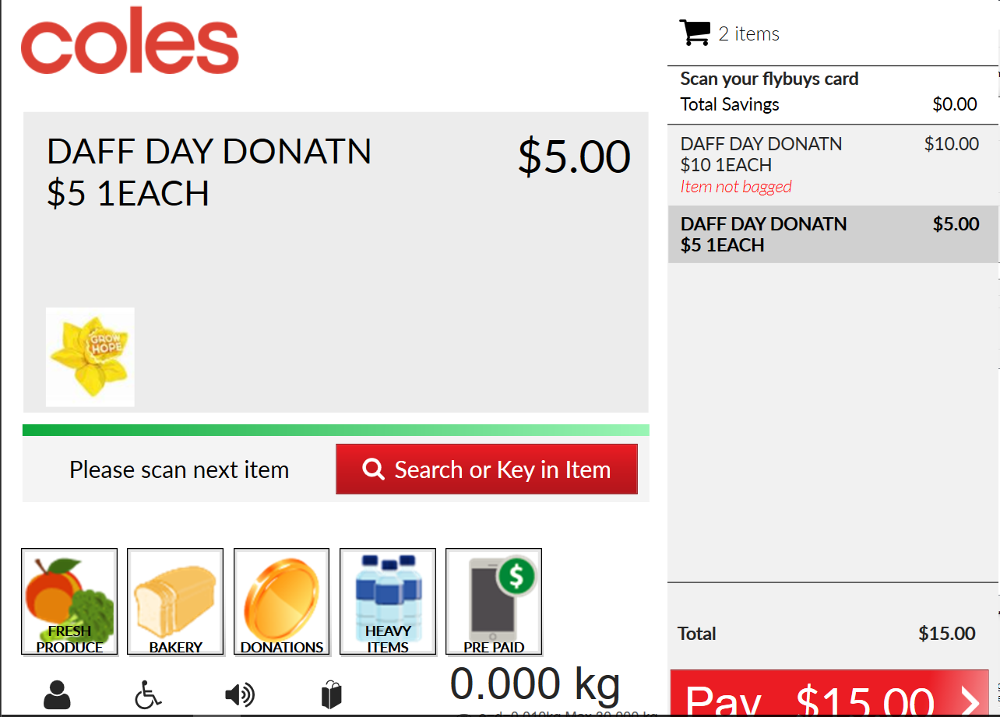 coles
DAFF DAY DONATN
$5 1EACH
$5.00
GROW
HOPE
Please scan next item
Search or Key in Item
FRESH
PRODUCE
BAKERY
DONATIONS
HEAVY
ITEMS
$
PRE PAID
0.000 kg
2 items
Scan your flybuys card
Total Savings $0.00
DAFF DAY DONATN $10.00
$10 1EACH
Item not bagged
DAFF DAY DONATN $5.00
$5 1EACH
Total $15.00
Pay $15.00